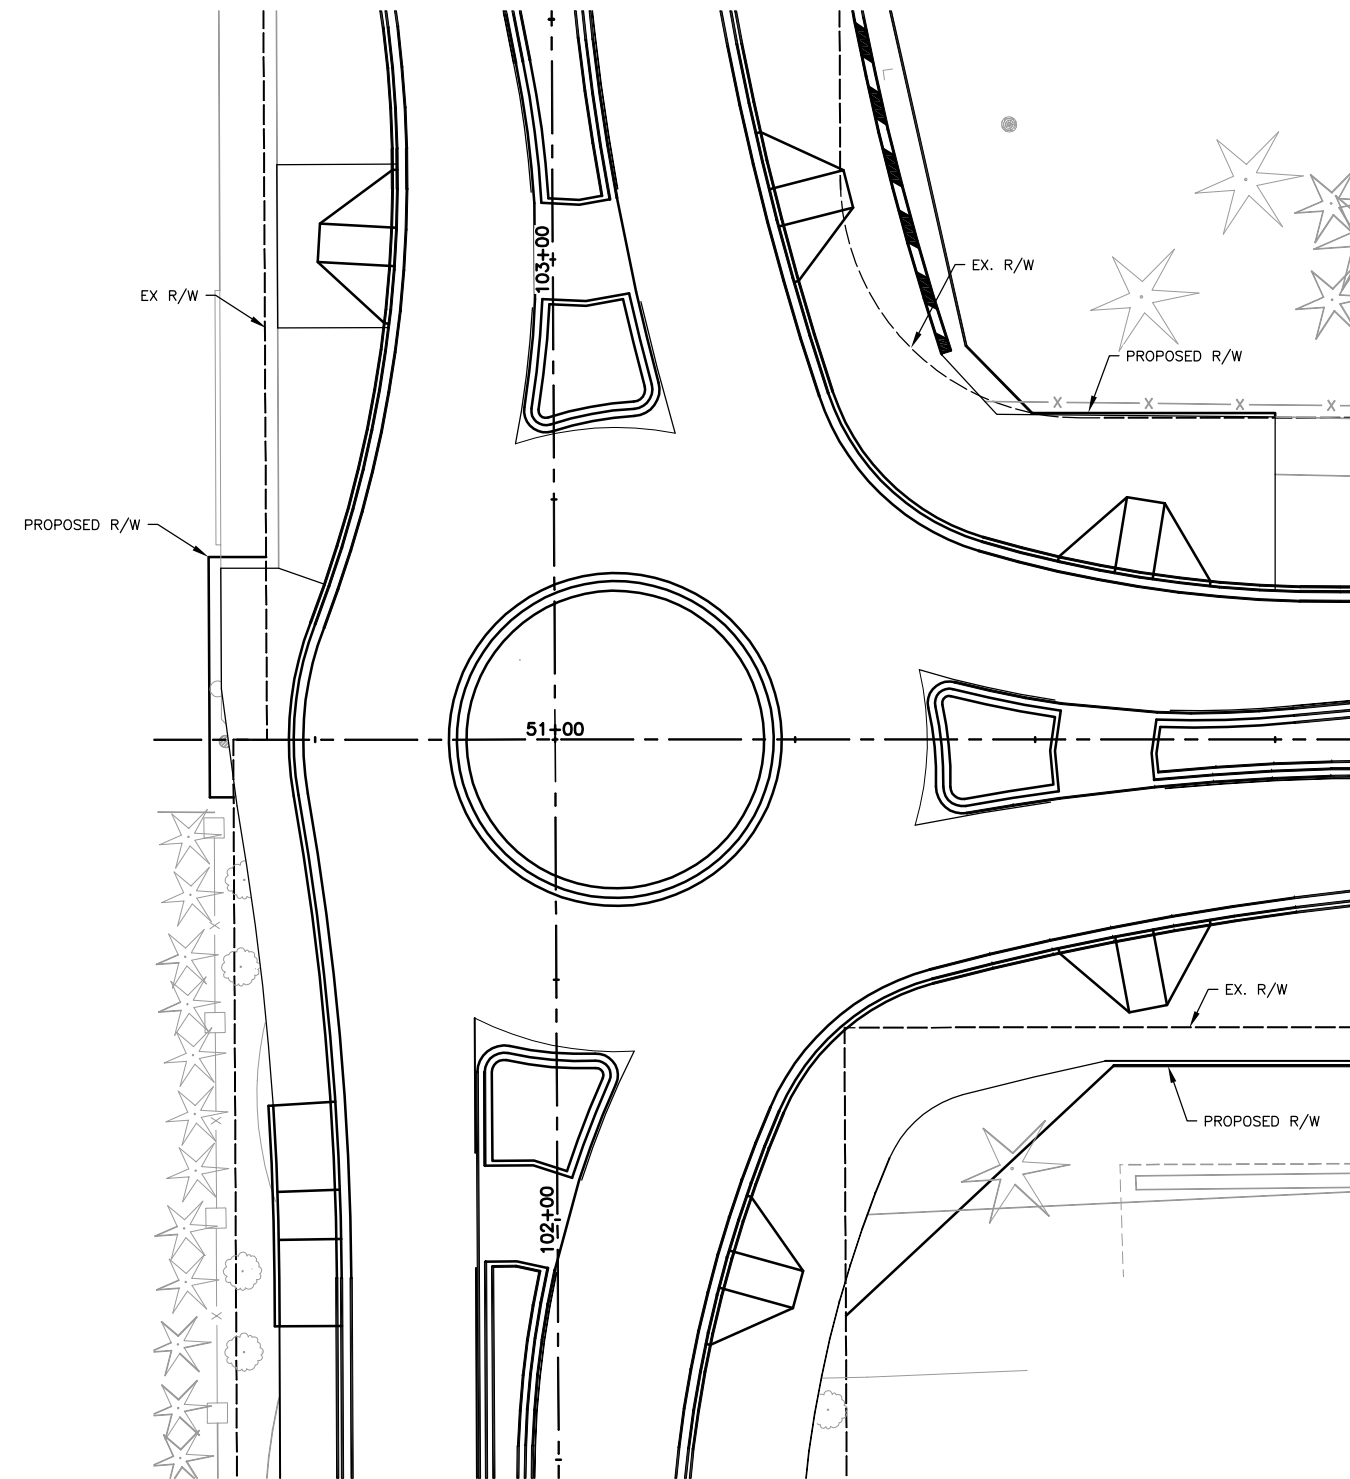 103+00
EX. R/W
EX R/W
PROPOSED R/W
X X X X
PROPOSED R/W
51+00
EX. R/W
PROPOSED R/W
102+00